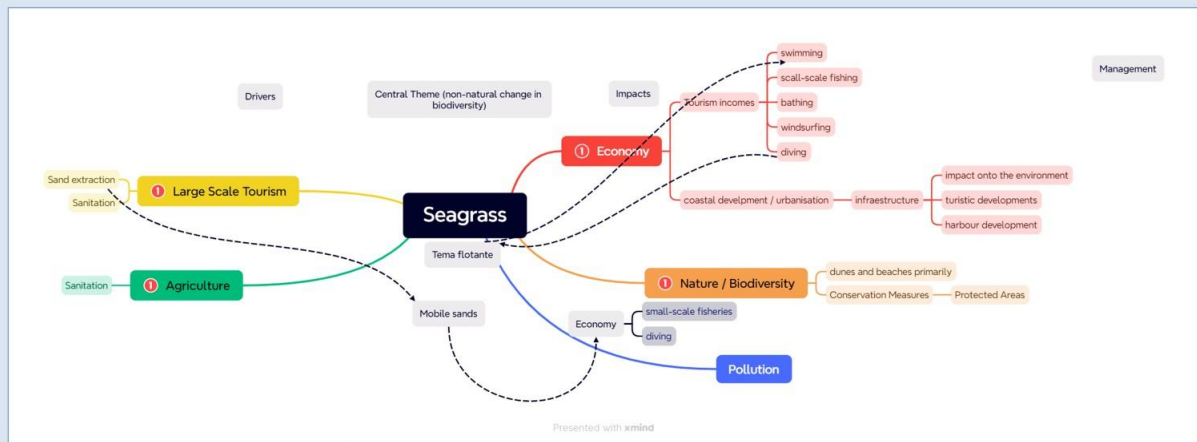 Drivers
Central Theme (non-natural change in
biodiversity)
Impacts
Management
Sand extraction
Sanitation
Large Scale Tourism
Sanitation
Agriculture
Seagrass
Tema flotante
Mobile sands
Economy
Tourism incomes
swimming
scall-scale fishing
bathing
windsurfing
diving
coastal develpment / urbanisation
infraestructure
impact onto the environment
turistic developments
harbour development
Nature / Biodiversity
dunes and beaches primarily
Conservation Measures
Protected Areas
Economy
small-scale fisheries
diving
Pollution
Presented with xmind